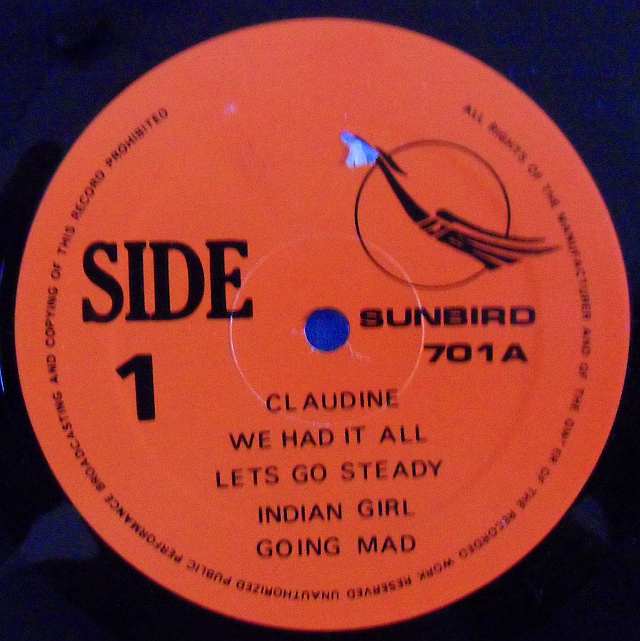 SIDE
1
SUNBIRD
701A
CLAUDINE
WE HAD IT ALL
LETS GO STEADY
INDIAN GIRL
GOING MAD
ALL RIGHTS OF THE MANUFACTURER AND OF THE OWNER OF THE RECORDED WORK RESERVED UNAUTHORIZED PUBLIC PERFORMANCE BROADCASTING AND COPYING OF THIS RECORD PROHIBITED